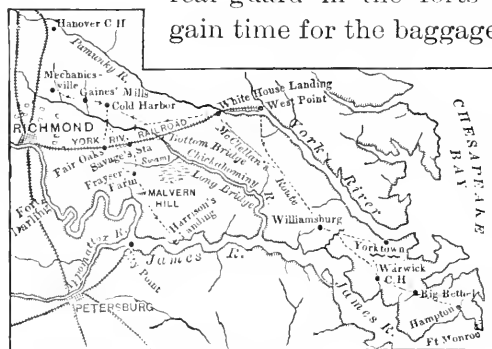 rear-guard in the forts
gain time for the baggage
Hanover C H
Pamunky R.
Mechanics-
ville
Gaines' Mills
Cold Harbor
White House Landing
West Point
RICHMOND
YORK RIV. RAILROAD
Fair Oaks
Savage's Sta
Bottom Bridge
Swamp
Chickahominy
R.
McClellan
Route
York River
CHESAPEAKE
BAY
Frayser
Farm
Long Bridge
MALVERN
HILL
Harrison's
Landing
Fort
Darling
Williamsburg
Yorktown
Warwick
C.H
Big Bethel
Hampton
Ft Monroe
James R.
James R.
Point
PETERSBURG